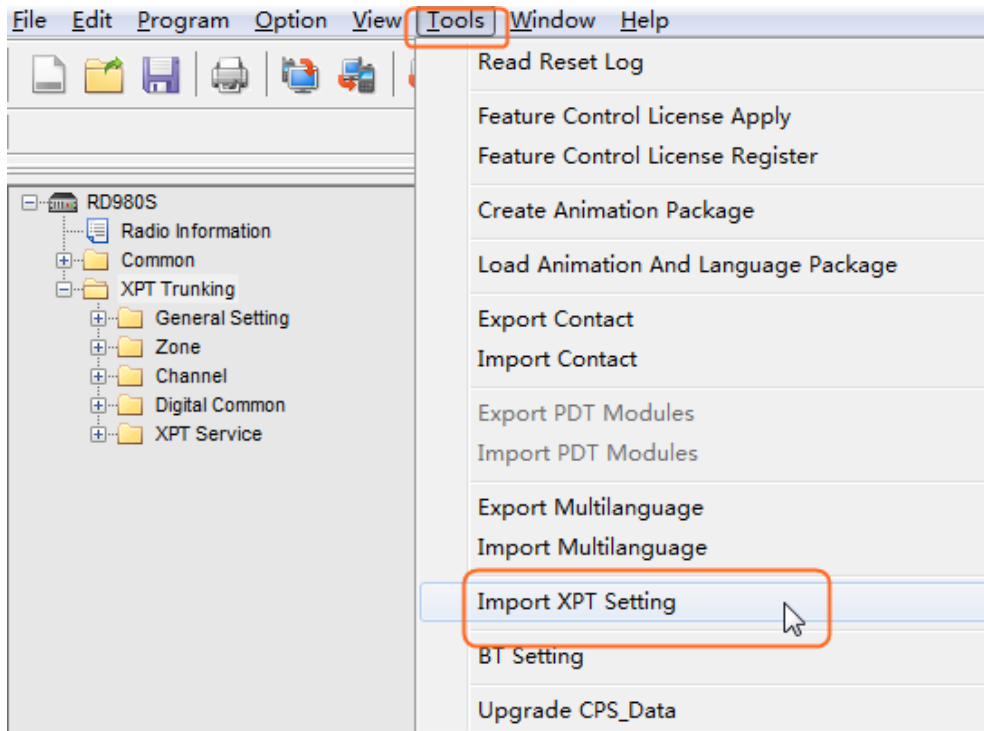 File Edit Program Option View Tools Window Help
RD980S
Radio Information
Common
XPT Trunking
General Setting
Zone
Channel
Digital Common
XPT Service
Read Reset Log
Feature Control License Apply
Feature Control License Register
Create Animation Package
Load Animation And Language Package
Export Contact
Import Contact
Export PDT Modules
Import PDT Modules
Export Multilanguage
Import Multilanguage
Import XPT Setting
BT Setting
Upgrade CPS_Data